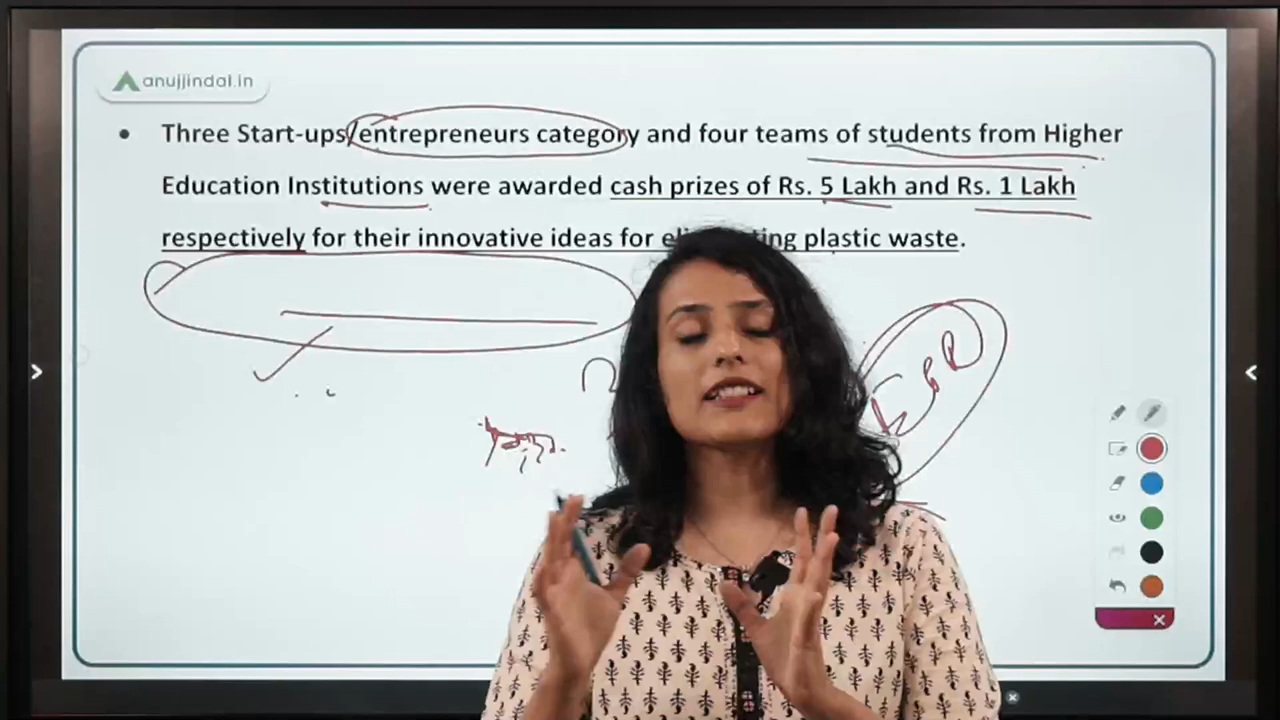 anujjindal.in
• Three Start-ups/entrepreneurs category and four teams of students from Higher
Education Institutions were awarded cash prizes of Rs. 5 Lakh and Rs. 1 Lakh
respectively for their innovative ideas for plastic waste.
EPR